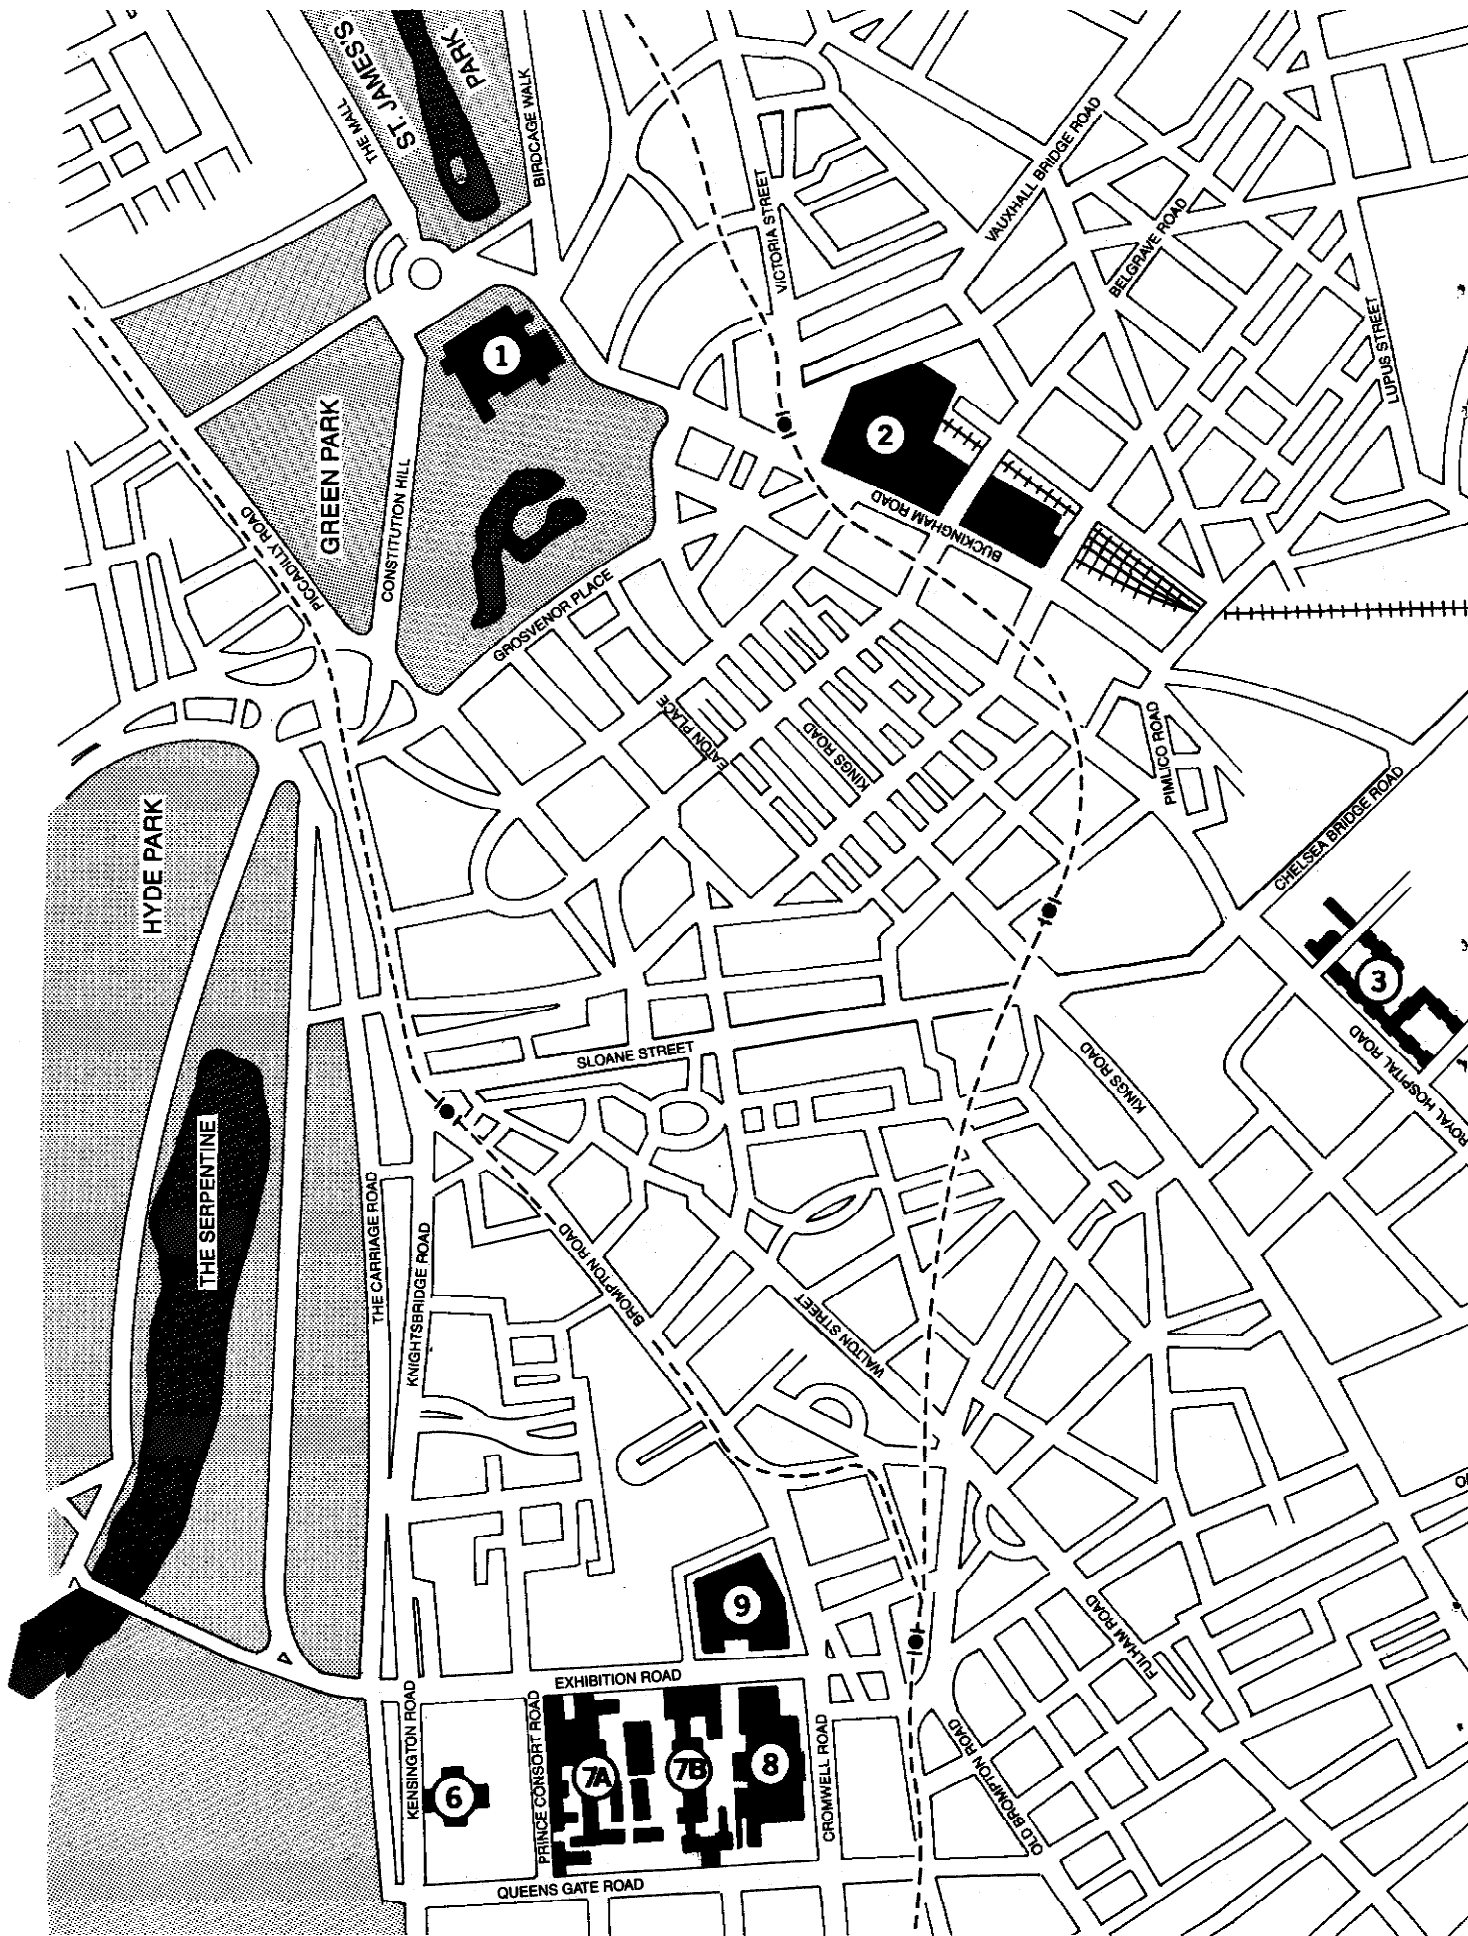 ST. JAMES'S
PARK
THE MALL
BIRDCAGE WALK
VICTORIA STREET
VAUXHALL BRIDGE ROAD
BELGRAVE ROAD
LUPUS STREET
1
2
GREEN PARK
CONSTITUTION HILL
PICCADILLY ROAD
BUCKINGHAM ROAD
GROSVENOR PLACE
EATON PLACE
KINGS ROAD
PIMLICO ROAD
CHELSEA BRIDGE ROAD
HYDE PARK
3
ROYAL HOSPITAL ROAD
SLOANE STREET
KINGS ROAD
THE SERPENTINE
THE CARRIAGE ROAD
KNIGHTSBRIDGE ROAD
BROMPTON ROAD
WALTON STREET
9
FULHAM ROAD
EXHIBITION ROAD
KENSINGTON ROAD
PRINCE CONSORT ROAD
6
7A
7B
8
CROMWELL ROAD
OLD BROMPTON ROAD
QUEENS GATE ROAD